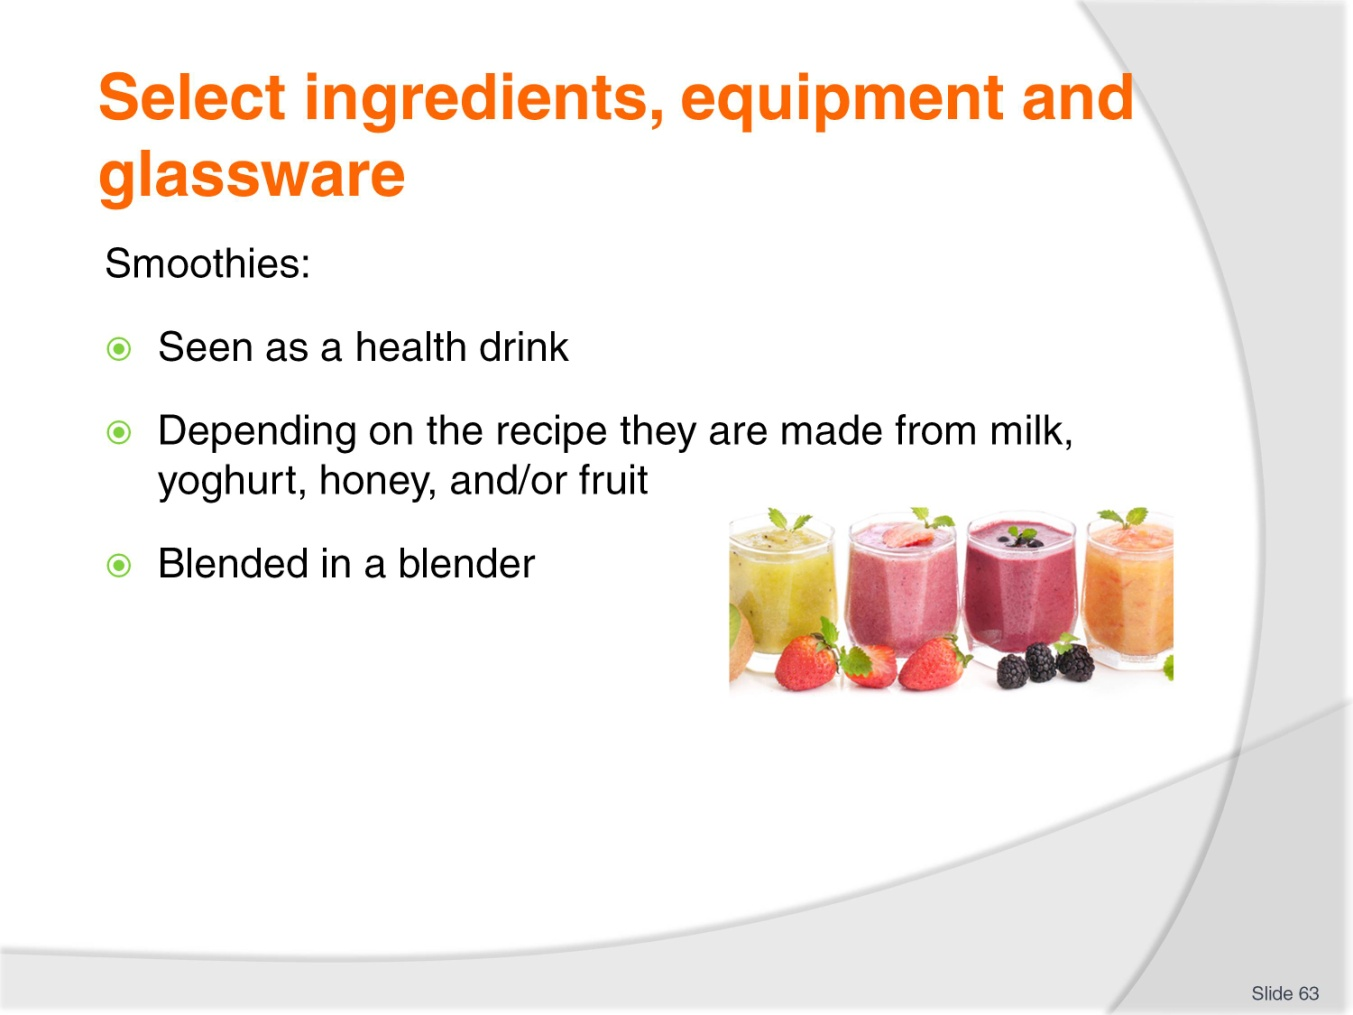 Select ingredients, equipment and
glassware
Smoothies:
Seen as a health drink
Depending on the recipe they are made from milk,
yoghurt, honey, and/or fruit
Blended in a blender
Slide 63